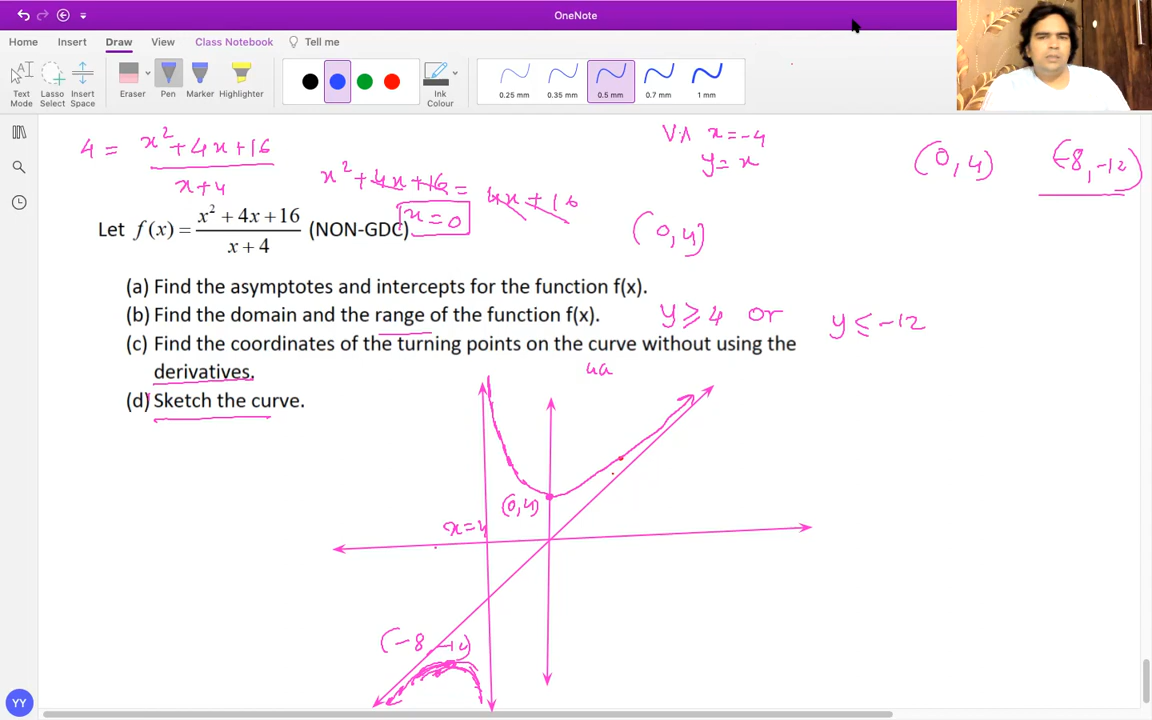 OneNote
Home Insert Draw View Class Notebook Tell me
Text Mode
Lasso Select
Insert Space
Eraser
Pen
Marker
Highlighter
Ink Colour
0.25 mm 0.35 mm 0.5 mm 0.7 mm 1 mm
4 = x²+4x+16 / x+4
x²+4x+16 = 4x+16
x=0
V.A x=-4
y=x
(0,4) (-8,-12)
(0,4)
Let f(x) = x²+4x+16 / x+4 (NON-GDC)
(a) Find the asymptotes and intercepts for the function f(x).
(b) Find the domain and the range of the function f(x).
y≥4 or y≤-12
(c) Find the coordinates of the turning points on the curve without using the
derivatives.
4a
(d) Sketch the curve.
(0,4)
x=4
(-8,-12)
YY